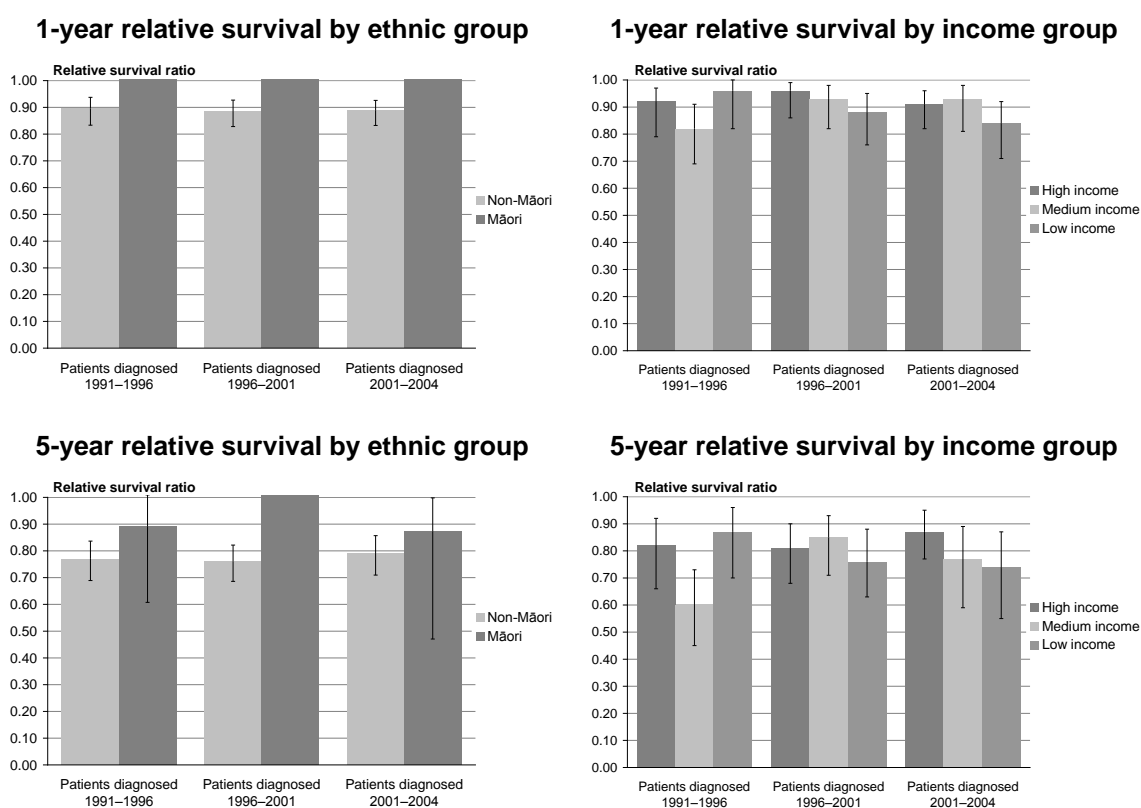 1-year relative survival by ethnic group
Relative survival ratio
1.00
0.90
0.80
0.70
0.60
0.50
0.40
0.30
0.20
0.10
0.00
Non-Māori
Māori
Patients diagnosed
1991–1996
Patients diagnosed
1996–2001
Patients diagnosed
2001–2004
1-year relative survival by income group
Relative survival ratio
1.00
0.90
0.80
0.70
0.60
0.50
0.40
0.30
0.20
0.10
0.00
High income
Medium income
Low income
Patients diagnosed
1991–1996
Patients diagnosed
1996–2001
Patients diagnosed
2001–2004
5-year relative survival by ethnic group
Relative survival ratio
1.00
0.90
0.80
0.70
0.60
0.50
0.40
0.30
0.20
0.10
0.00
Non-Māori
Māori
Patients diagnosed
1991–1996
Patients diagnosed
1996–2001
Patients diagnosed
2001–2004
5-year relative survival by income group
Relative survival ratio
1.00
0.90
0.80
0.70
0.60
0.50
0.40
0.30
0.20
0.10
0.00
High income
Medium income
Low income
Patients diagnosed
1991–1996
Patients diagnosed
1996–2001
Patients diagnosed
2001–2004